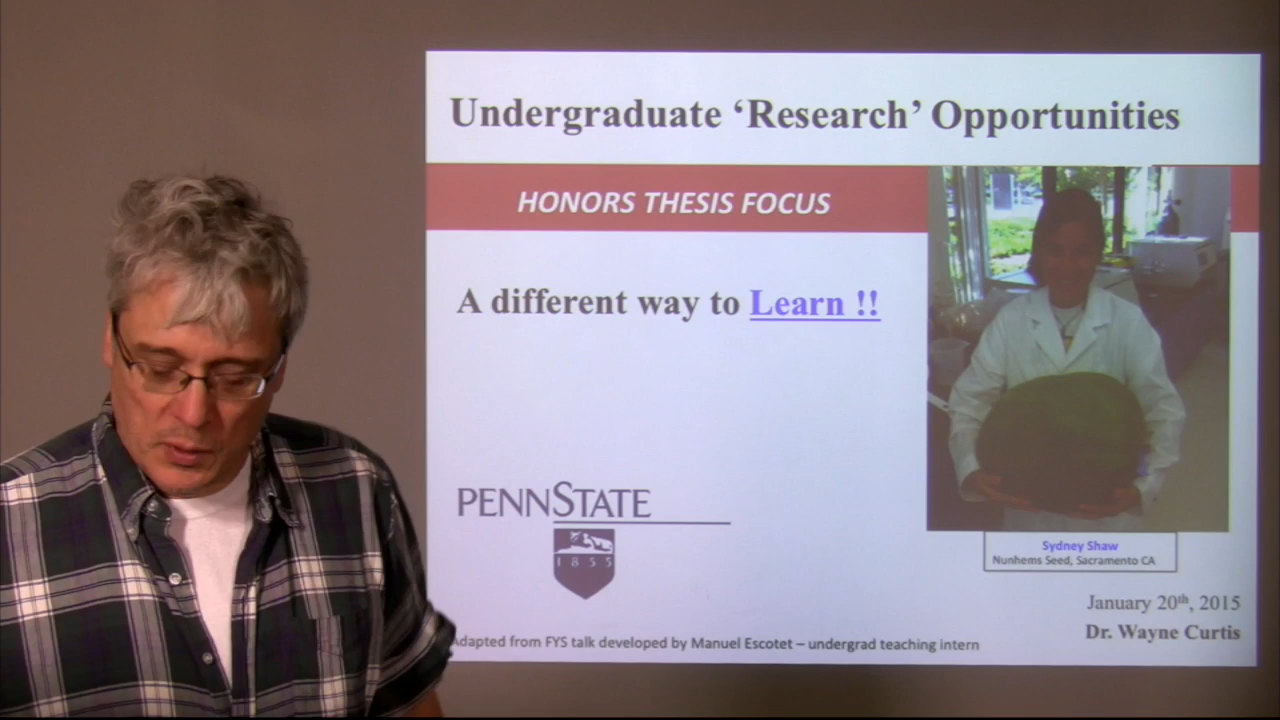 Undergraduate ‘Research’ Opportunities
HONORS THESIS FOCUS
A different way to Learn !!
PENNSTATE
1855
Sydney Shaw
Nunhems Seed, Sacramento CA
January 20th, 2015
Dr. Wayne Curtis
Adapted from FYS talk developed by Manuel Escotet – undergrad teaching intern